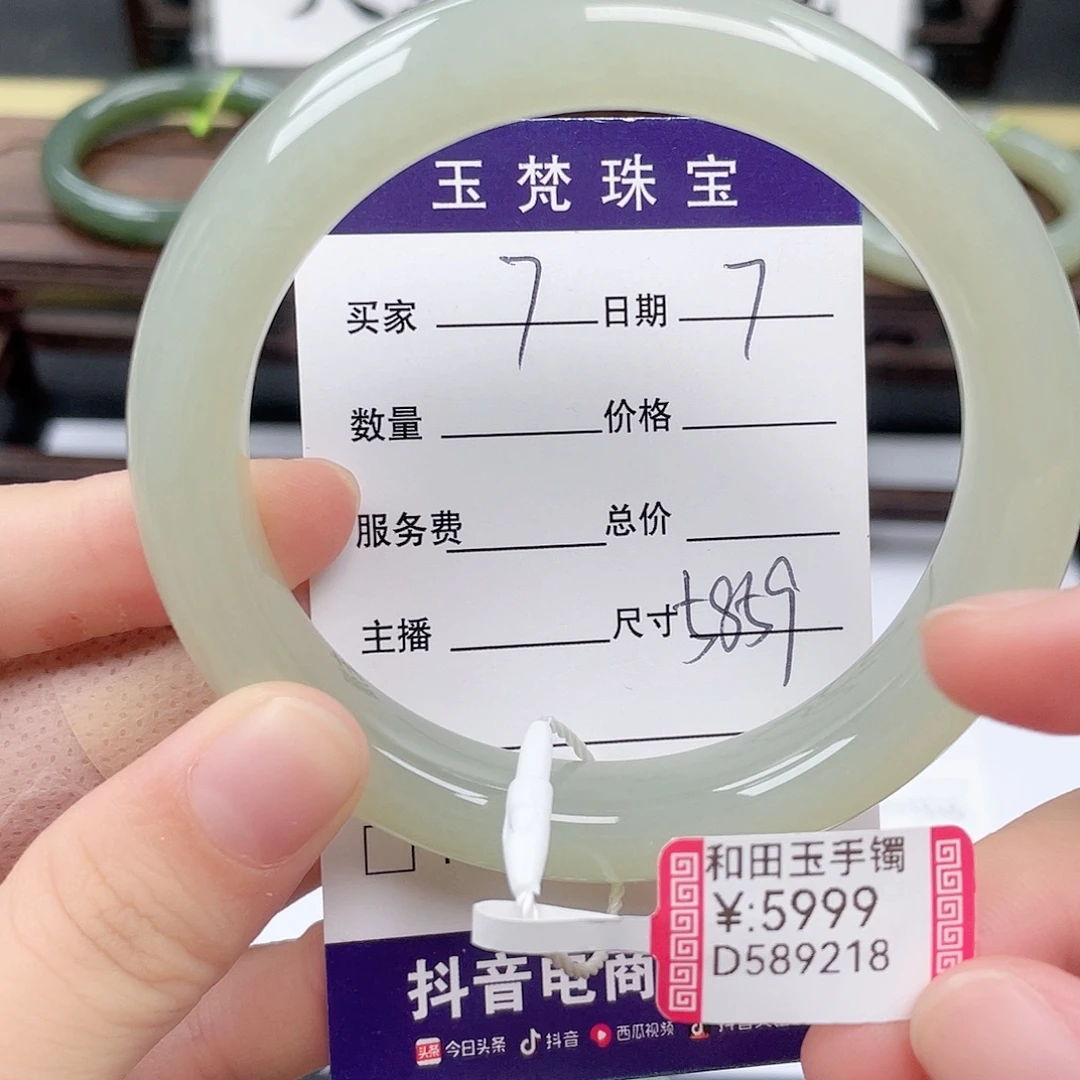 玉梵珠宝
买家 7 日期 7
数量 价格
服务费 总价
主播 尺寸 5859
和田玉手镯
¥:5999
D589218
抖音电商
头条 今日头条 抖音 西瓜视频